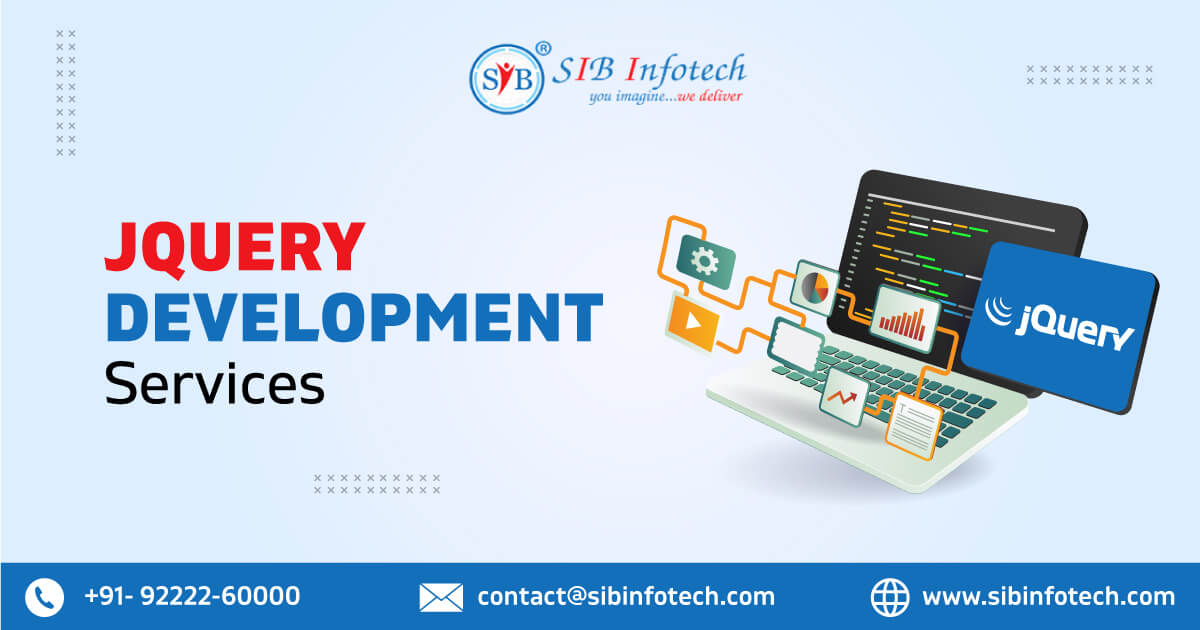 SIB
®
SIB Infotech
you imagine...we deliver
JQUERY
DEVELOPMENT
Services
jQuery
T
+91- 92222-60000
contact@sibinfotech.com
www.sibinfotech.com